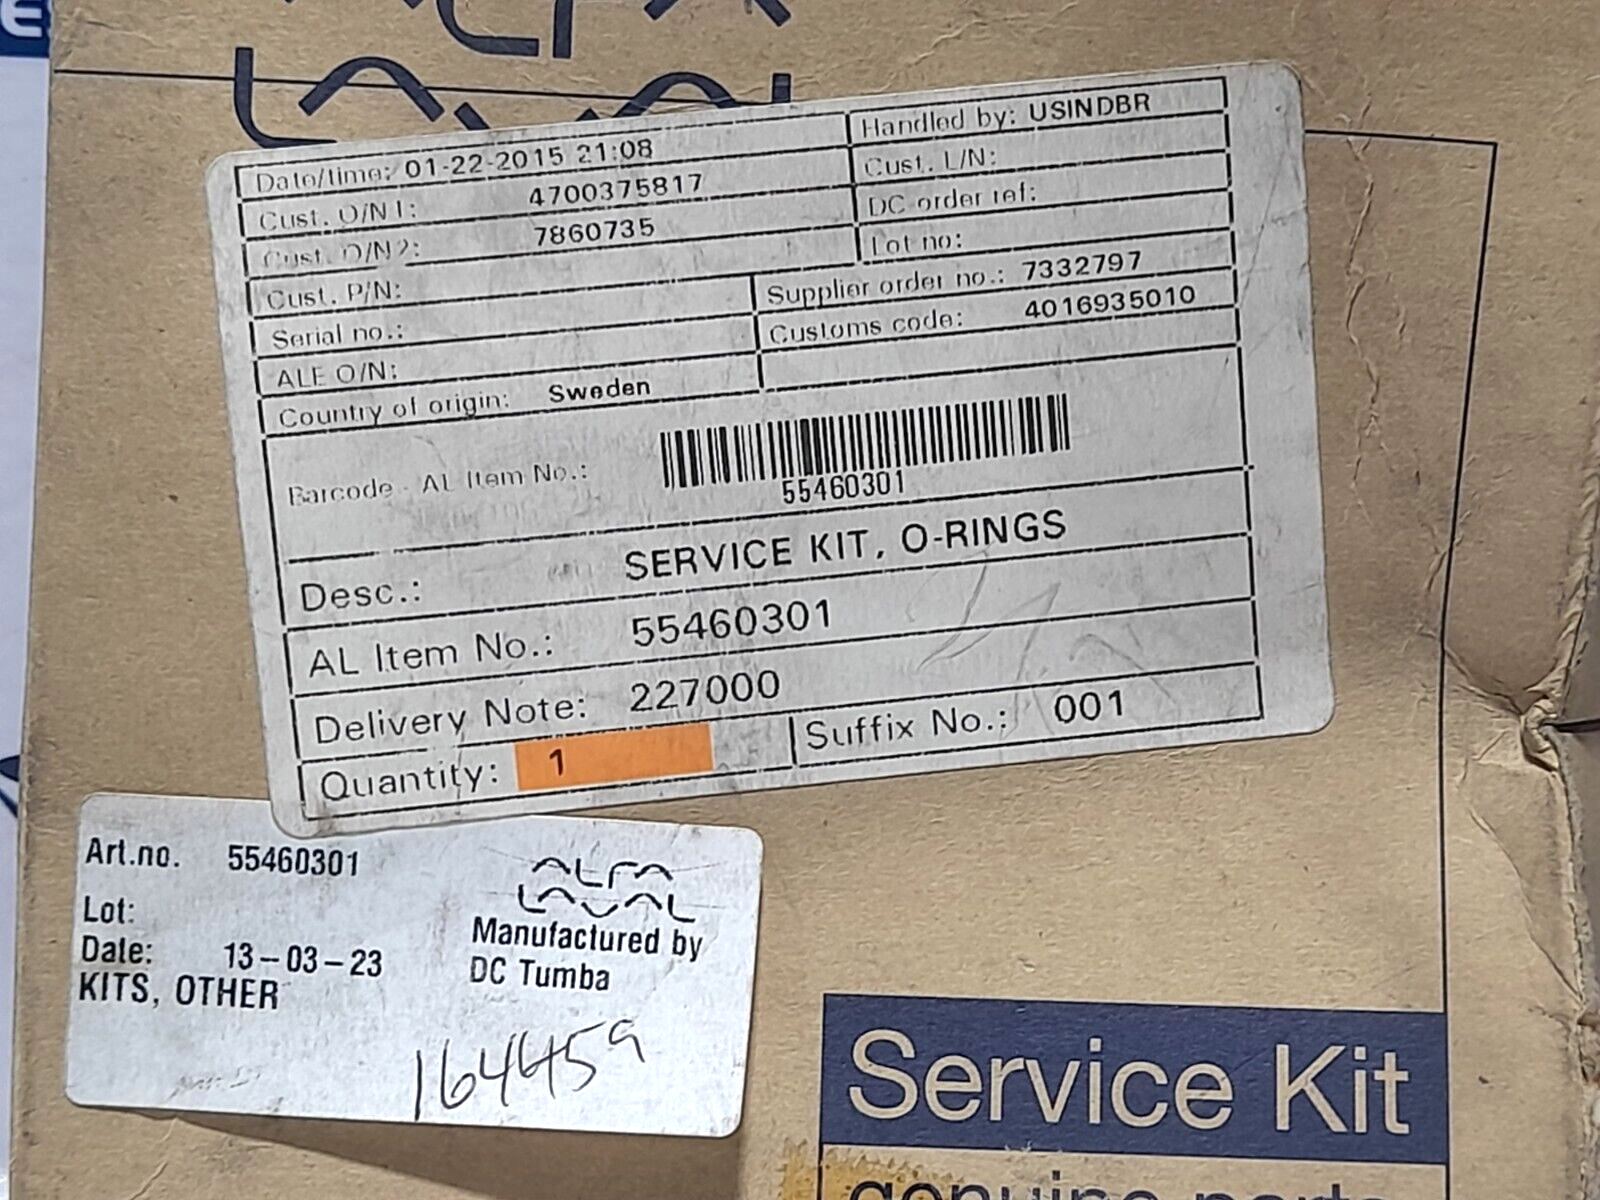 ALFA
LAVAL
Date/time: 01-22-2015 21:08
Handled by: USINDBR
Cust. O/N 1: 4700375817
Cust. L/N:
Cust. O/N 2: 7860735
DC-order ref:
Cust. P/N:
Lot no:
Serial no.:
Supplier order no.: 7332797
ALE O/N:
Customs code: 4016935010
Country of origin: Sweden
Barcode - AL Item No.:
55460301
Desc.: SERVICE KIT, O-RINGS
AL Item No.: 55460301
Delivery Note: 227000
Quantity: 1
Suffix No.: 001
Art.no. 55460301
ALFA
LAVAL
Lot:
Manufactured by
Date: 13-03-23
DC Tumba
KITS, OTHER
164459
Service Kit
genuine parts